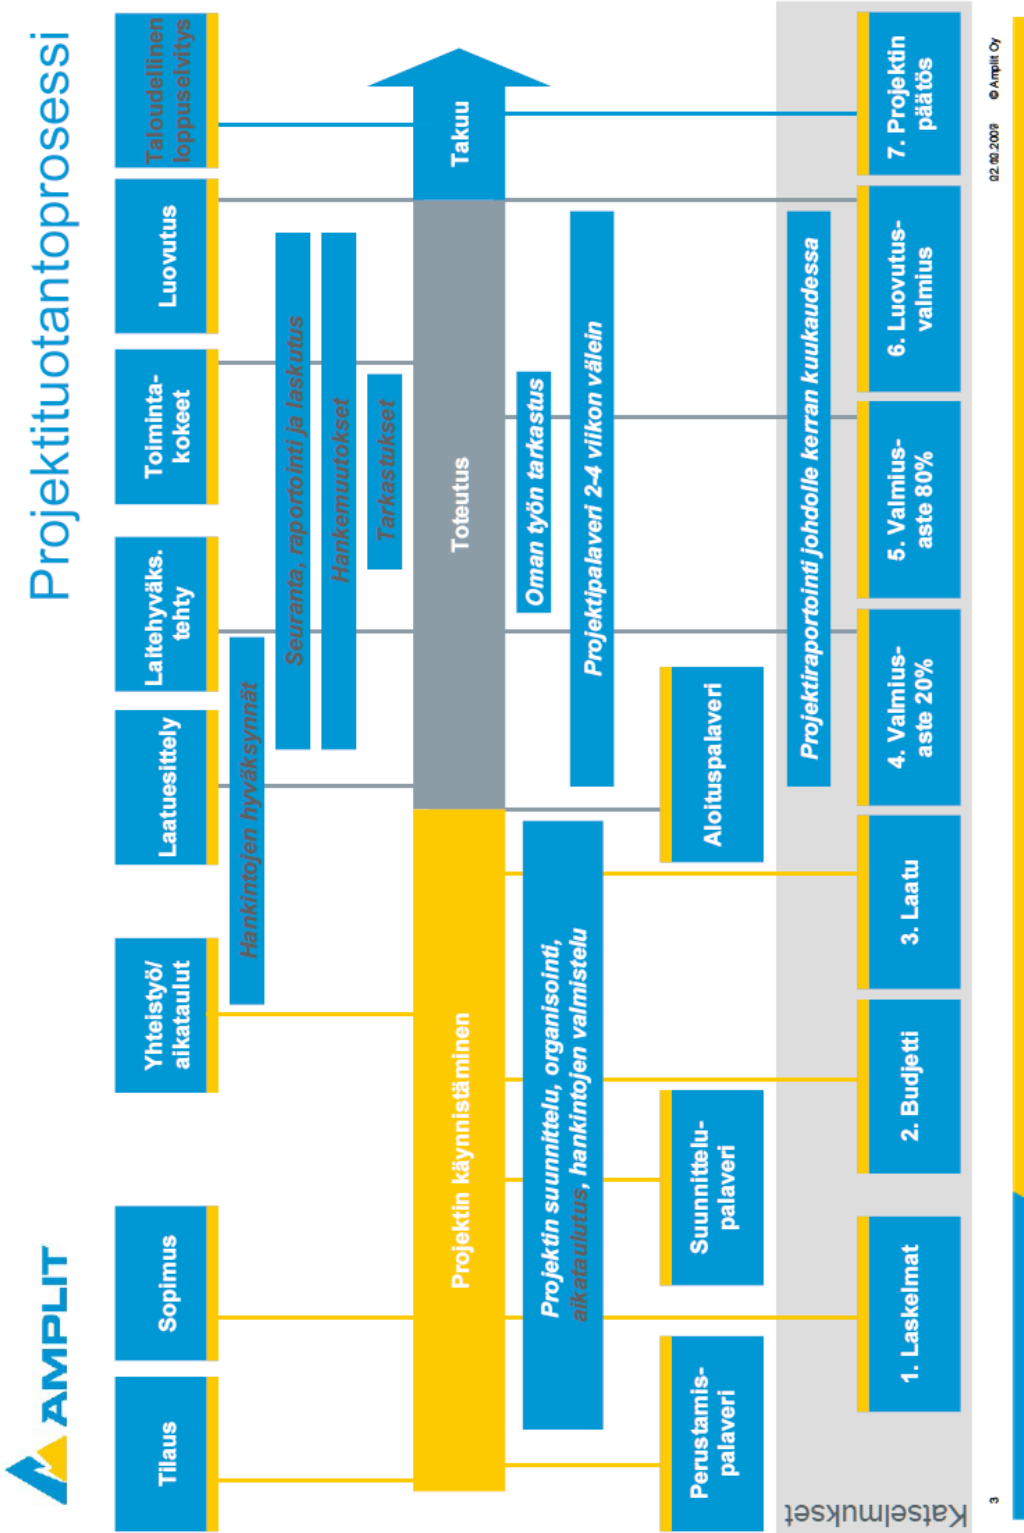 AMPLIT
Projektituotantoprosessi
Tilaus
Sopimus
Yhteistyö/
aikataulut
Laatuesittely
Laitehyväks.
tehty
Toiminta-
kokeet
Luovutus
Taloudellinen
loppuselvitys
Hankintojen hyväksynnät
Seuranta, raportointi ja laskutus
Hankemuutokset
Tarkastukset
Projektin käynnistäminen
Toteutus
Takuu
Projektin suunnittelu, organisointi,
aikataulutus, hankintojen valmistelu
Oman työn tarkastus
Projektipalaveri 2-4 viikon välein
Perustamis-
palaveri
Suunnittelu-
palaveri
Aloituspalaveri
Projektiraportointi johdolle kerran kuukaudessa
Katselmukset
1. Laskelmat
2. Budjetti
3. Laatu
4. Valmius-
aste 20%
5. Valmius-
aste 80%
6. Luovutus-
valmius
7. Projektin
päätös
3
© Amplit Oy